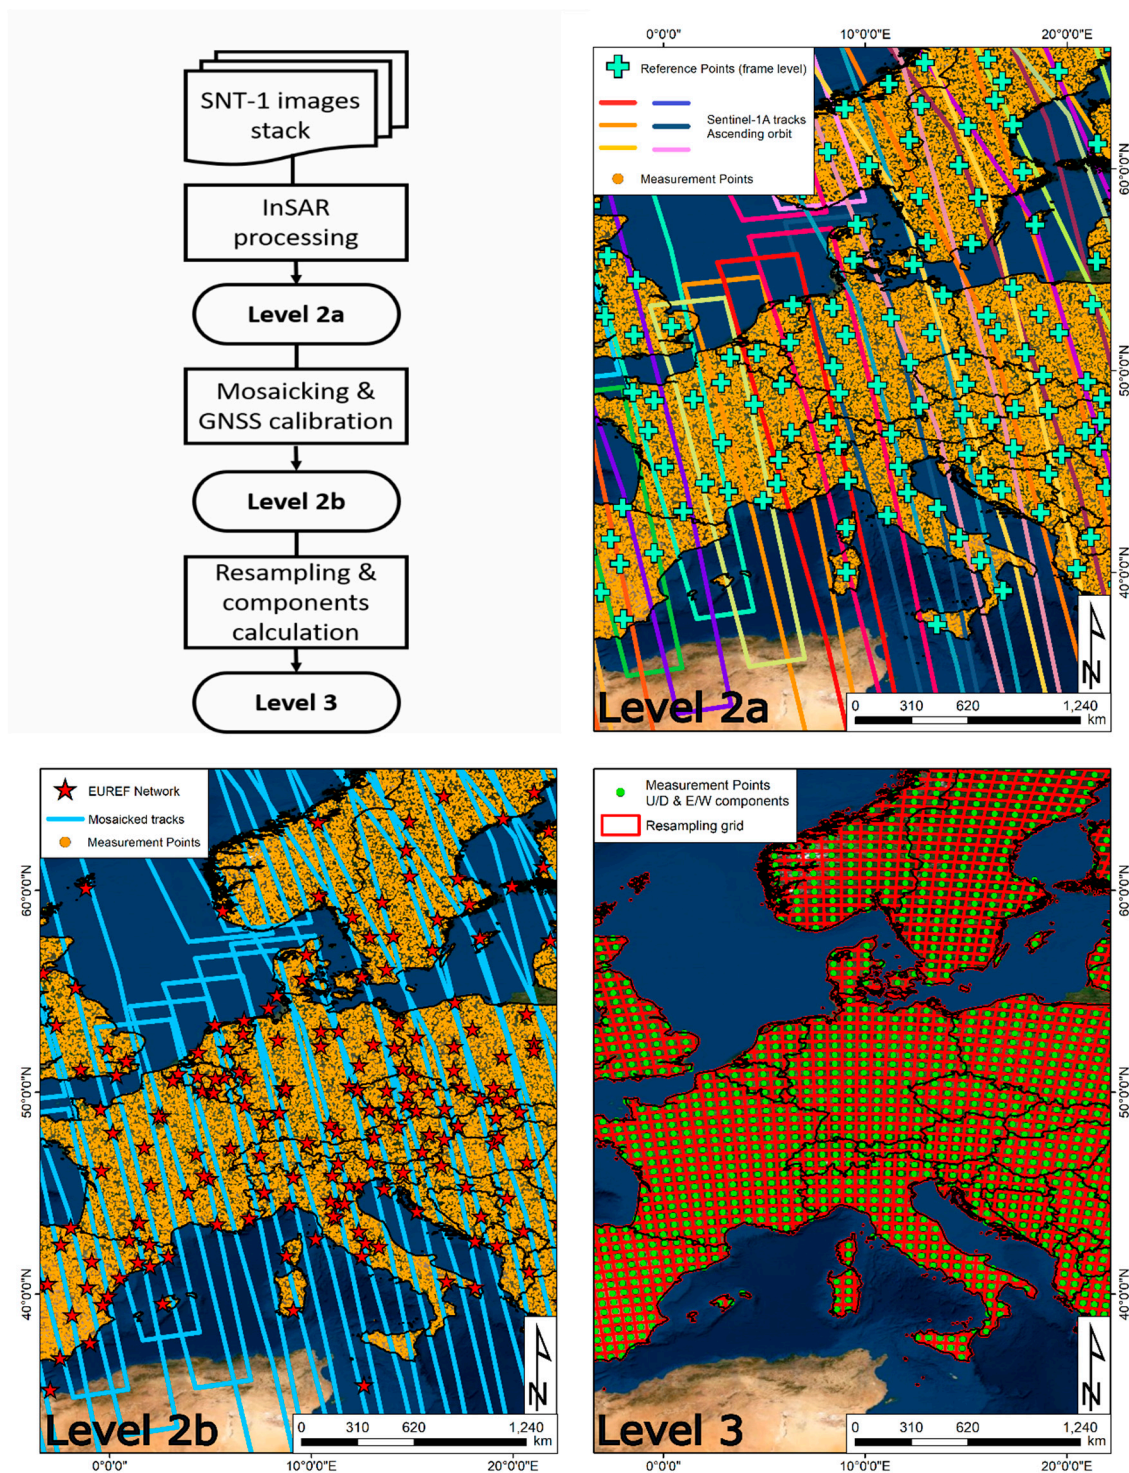 SNT-1 images
stack
InSAR
processing
Level 2a
Mosaicking &
GNSS calibration
Level 2b
Resampling &
components
calculation
Level 3
0°0'0"
10°0'0"E
20°0'0"E
Reference Points (frame level)
Sentinel-1A tracks
Ascending orbit
Measurement Points
60°0'0"N
50°0'0"N
40°0'0"N
N
Level 2a
0 310 620 1,240
km
EUREF Network
Mosaicked tracks
Measurement Points
60°0'0"N
50°0'0"N
40°0'0"N
N
Level 2b
0 310 620 1,240
km
0°0'0"
10°0'0"E
20°0'0"E
Measurement Points
U/D & E/W components
Resampling grid
60°0'0"N
50°0'0"N
40°0'0"N
N
Level 3
0 310 620 1,240
km
0°0'0"
10°0'0"E
20°0'0"E